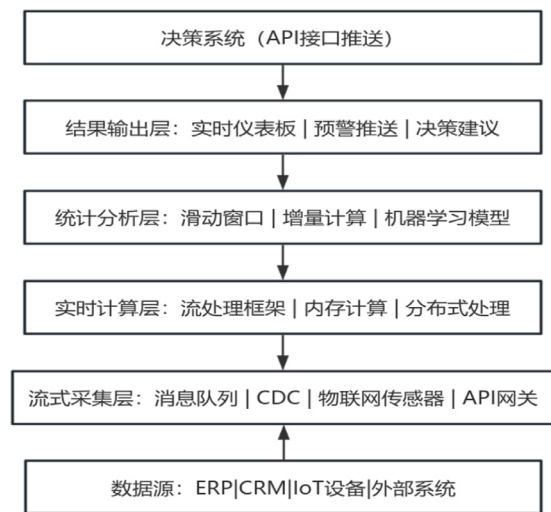 决策系统（API接口推送）
结果输出层：实时仪表板 | 预警推送 | 决策建议
统计分析层：滑动窗口 | 增量计算 | 机器学习模型
实时计算层：流处理框架 | 内存计算 | 分布式处理
流式采集层：消息队列 | CDC | 物联网传感器 | API网关
数据源：ERP|CRM|IoT设备|外部系统